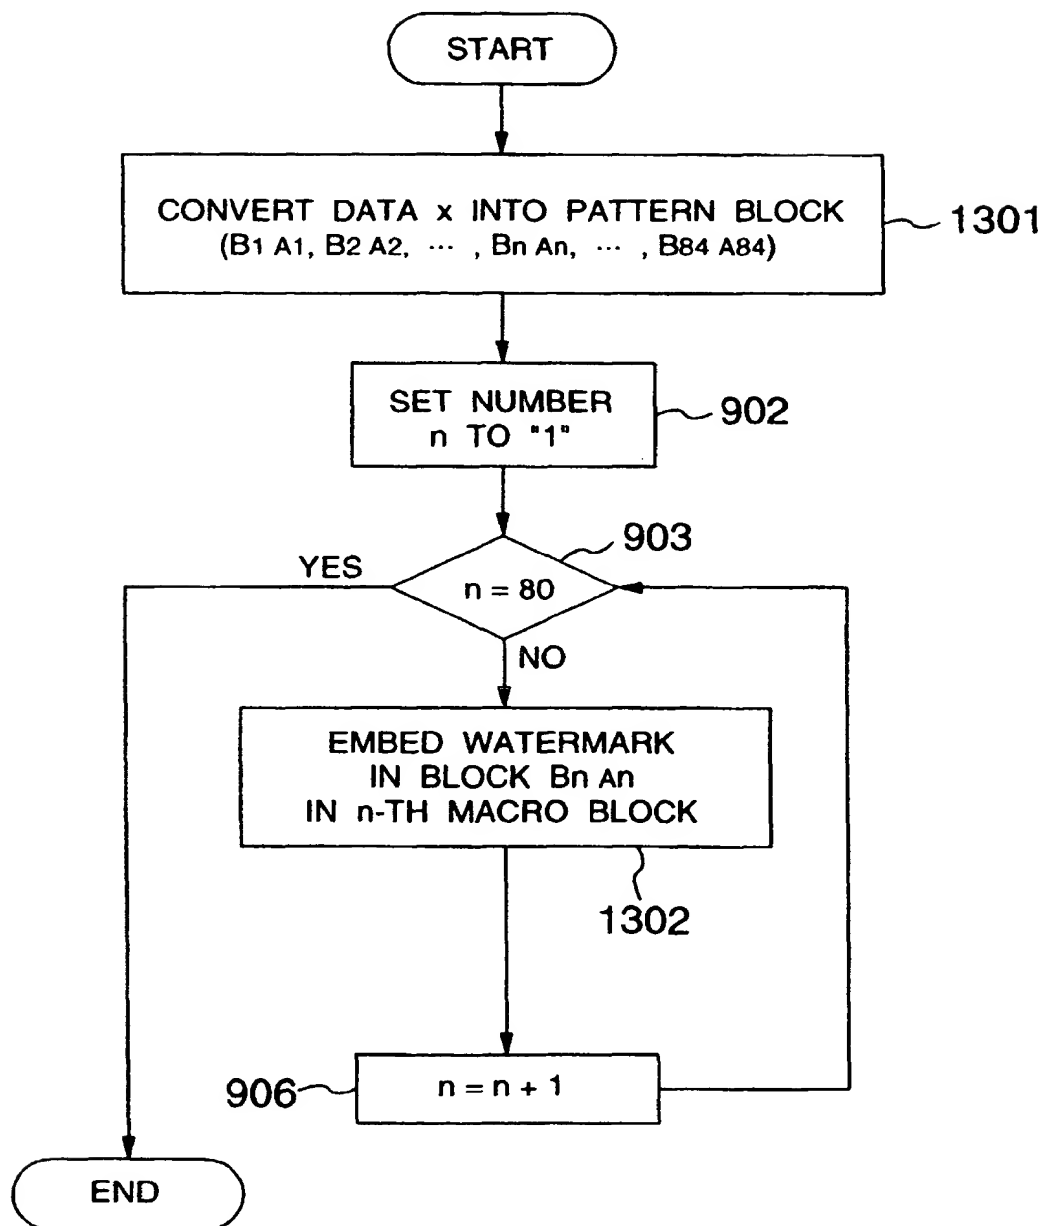 START
CONVERT DATA x INTO PATTERN BLOCK
(B1 A1, B2 A2, ··· , Bn An, ··· , B84 A84)
1301
SET NUMBER
n TO "1"
902
903
YES
n = 80
NO
EMBED WATERMARK
IN BLOCK Bn An
IN n-TH MACRO BLOCK
1302
906
n = n + 1
END